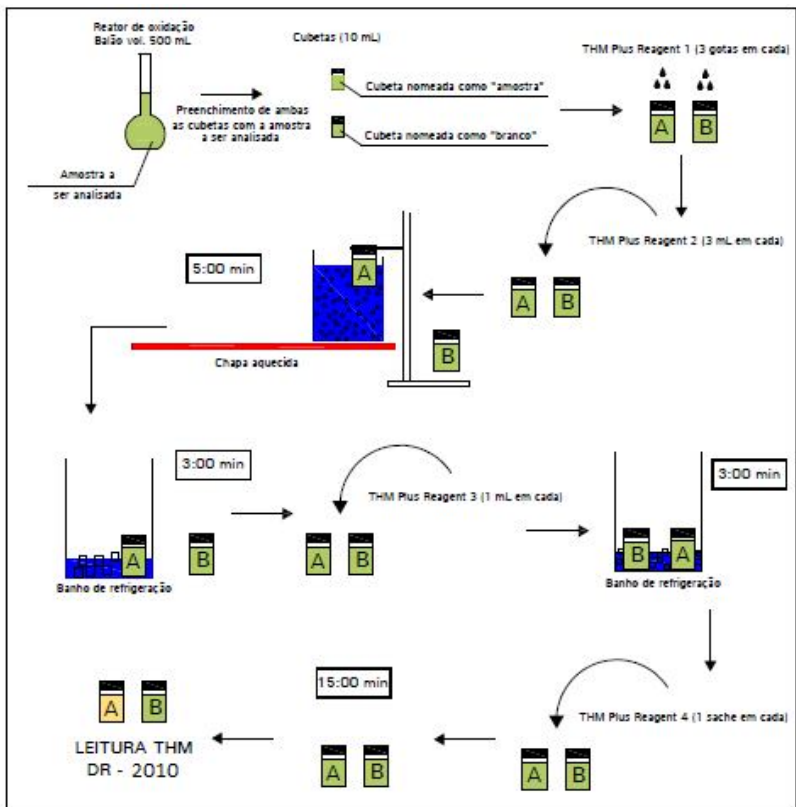 Reator de oxidação
Balão vol. 500 mL
Cubetas (10 mL)
THM Plus Reagent 1 (3 gotas em cada)
Cubeta nomeada como "amostra"
Preenchimento de ambas
as cubetas com a amostra
a ser analisada
Cubeta nomeada como "branco"
A B
Amostra a
ser analisada
THM Plus Reagent 2 (3 mL em cada)
5:00 min
A
A B
B
Chapa aquecida
3:00 min
THM Plus Reagent 3 (1 mL em cada)
3:00 min
A
B
A B
B A
Banho de refrigeração
Banho de refrigeração
15:00 min
THM Plus Reagent 4 (1 sache em cada)
A B
LEITURA THM
DR - 2010
A B
A B